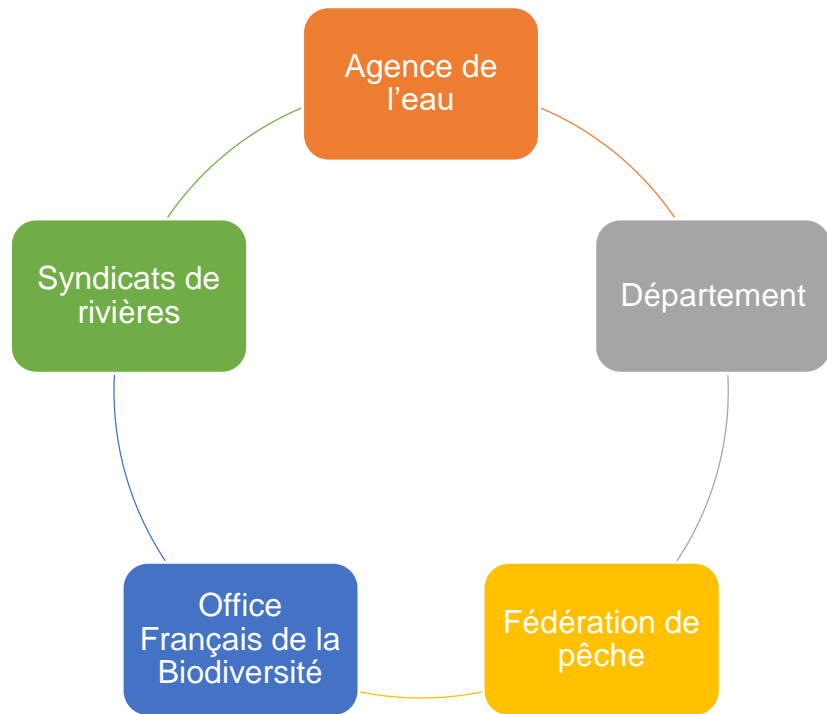 Agence de
l’eau
Département
Fédération de
pêche
Office
Français de la
Biodiversité
Syndicats de
rivières